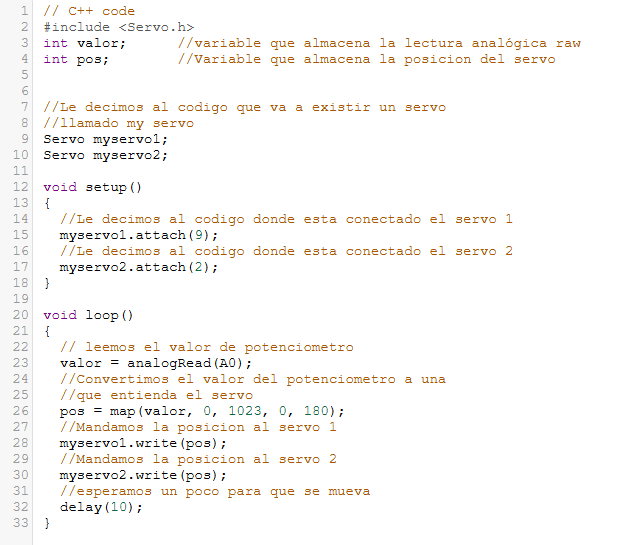 1 // C++ code
2 #include <Servo.h>
3 int valor; //variable que almacena la lectura analógica raw
4 int pos; //Variable que almacena la posicion del servo
5
6
7 //Le decimos al codigo que va a existir un servo
8 //llamado my servo
9 Servo myservo1;
10 Servo myservo2;
11
12 void setup()
13 {
14 //Le decimos al codigo donde esta conectado el servo 1
15 myservo1.attach(9);
16 //Le decimos al codigo donde esta conectado el servo 2
17 myservo2.attach(2);
18 }
19
20 void loop()
21 {
22 // leemos el valor de potenciometro
23 valor = analogRead(A0);
24 //Convertimos el valor del potenciometro a una
25 //que entienda el servo
26 pos = map(valor, 0, 1023, 0, 180);
27 //Mandamos la posicion al servo 1
28 myservo1.write(pos);
29 //Mandamos la posicion al servo 2
30 myservo2.write(pos);
31 //esperamos un poco para que se mueva
32 delay(10);
33 }